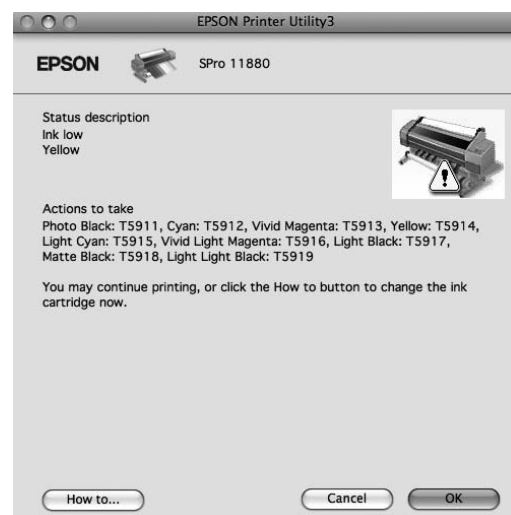 EPSON Printer Utility3
EPSON
SPro 11880
Status description
Ink low
Yellow
Actions to take
Photo Black: T5911, Cyan: T5912, Vivid Magenta: T5913, Yellow: T5914,
Light Cyan: T5915, Vivid Light Magenta: T5916, Light Black: T5917,
Matte Black: T5918, Light Light Black: T5919
You may continue printing, or click the How to button to change the ink
cartridge now.
How to...
Cancel
OK